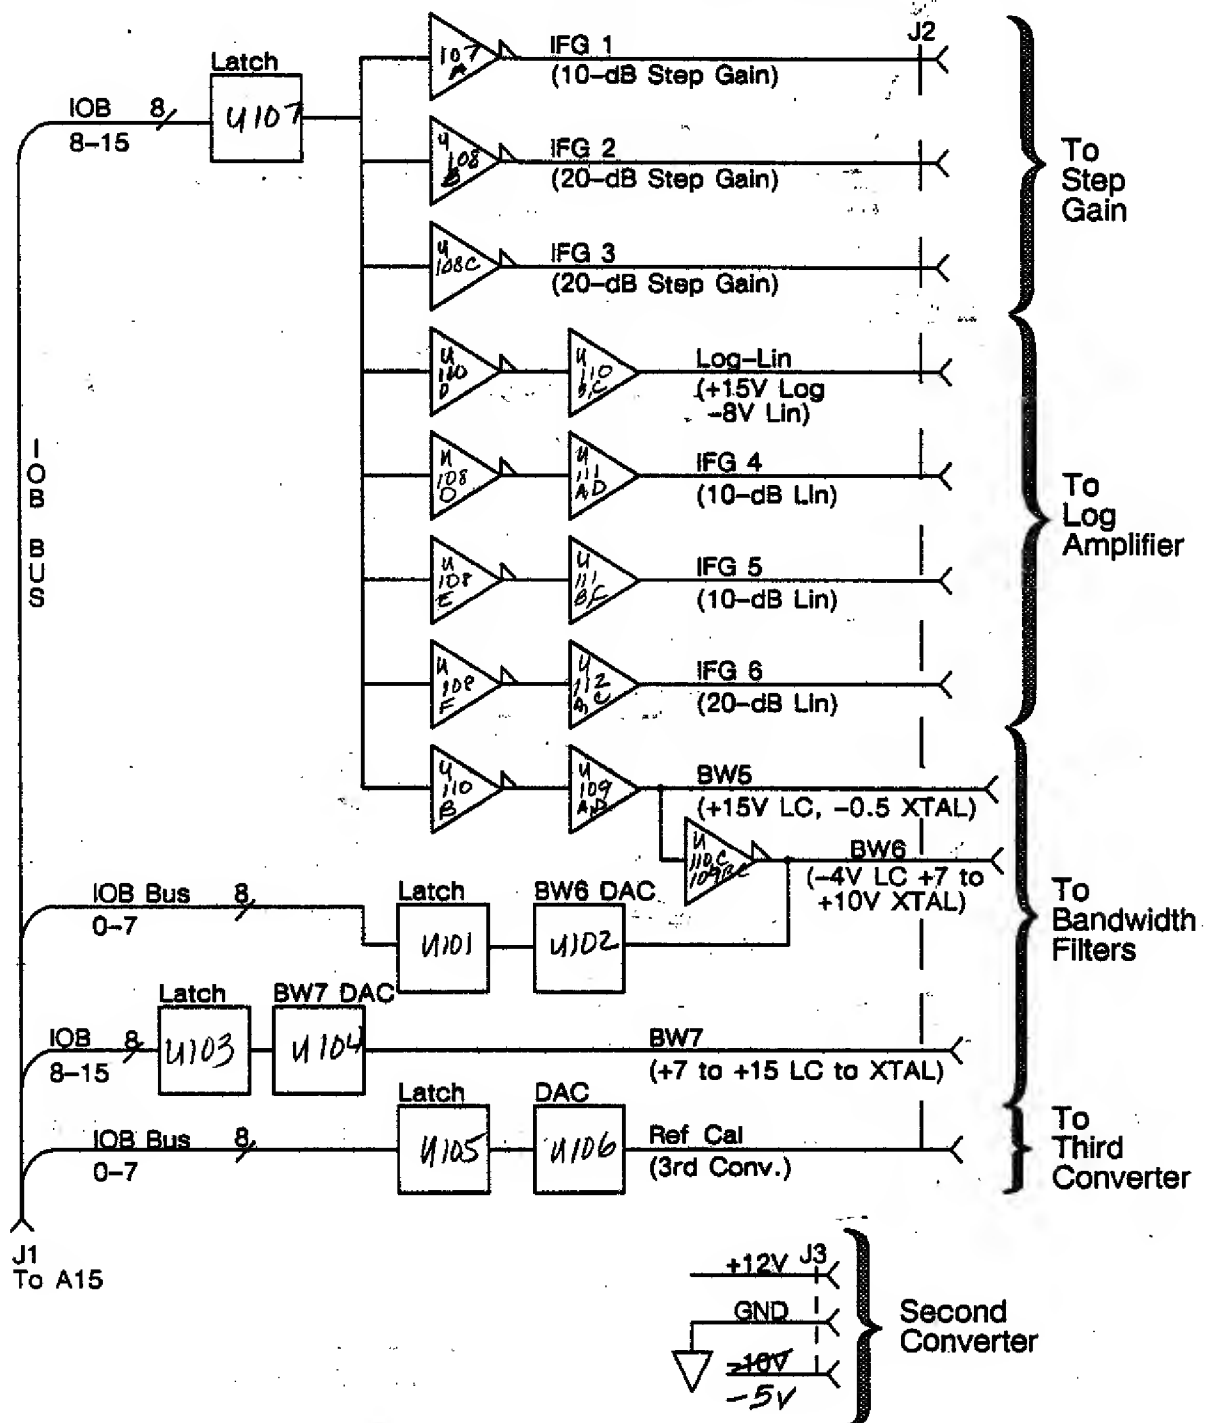 J2
107
A
IFG 1
(10-dB Step Gain)
Latch
IOB 8
8-15
U107
U
108
B
IFG 2
(20-dB Step Gain)
To
Step
Gain
U
108C
IFG 3
(20-dB Step Gain)
U
110
D
U
110
B,C
Log-Lin
(+15V Log
-8V Lin)
IOB BUS
U
108
D
U
111
A,D
IFG 4
(10-dB Lin)
To
Log
Amplifier
U
108
E
U
111
B,C
IFG 5
(10-dB Lin)
U
108
F
U
112
A,C
IFG 6
(20-dB Lin)
U
110
B
U
109
A,D
BW5
(+15V LC, -0.5 XTAL)
U
110,C
109BC
BW6
(-4V LC +7 to
+10V XTAL)
IOB Bus 8
0-7
Latch
U101
BW6 DAC
U102
To
Bandwidth
Filters
IOB 8
8-15
Latch
U103
BW7 DAC
U104
BW7
(+7 to +15 LC to XTAL)
IOB Bus 8
0-7
Latch
U105
DAC
U106
Ref Cal
(3rd Conv.)
To
Third
Converter
J1
To A15
+12V J3
GND
-10V
-5V
Second
Converter